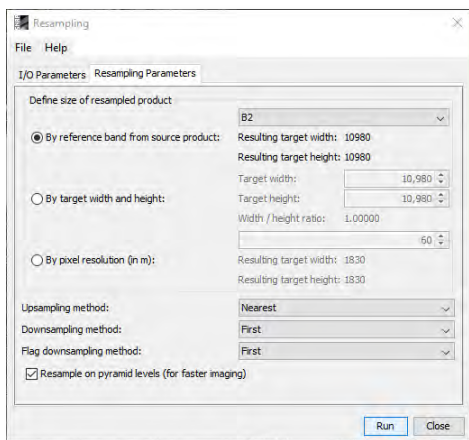 Resampling
File Help
I/O Parameters Resampling Parameters
Define size of resampled product
B2
By reference band from source product: Resulting target width: 10980
Resulting target height: 10980
Target width: 10,980
By target width and height: Target height: 10,980
Width / height ratio: 1.00000
60
By pixel resolution (in m): Resulting target width: 1830
Resulting target height: 1830
Upsampling method: Nearest
Downsampling method: First
Flag downsampling method: First
Resample on pyramid levels (for faster imaging)
Run Close